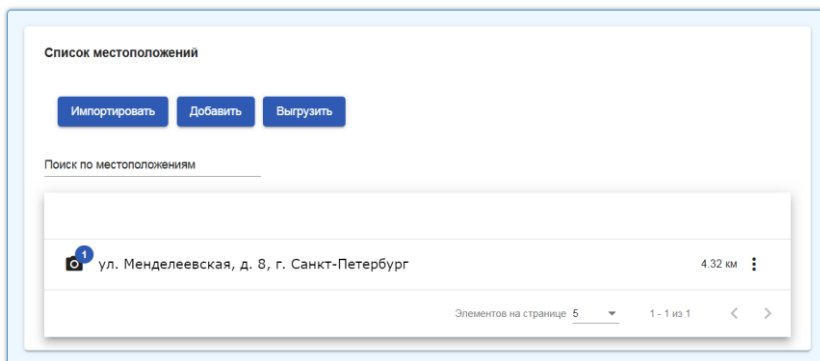 Список местоположений
Импортировать Добавить Выгрузить
Поиск по местоположениям
1
ул. Менделеевская, д. 8, г. Санкт-Петербург 4.32 км
Элементов на странице 5 1 - 1 из 1